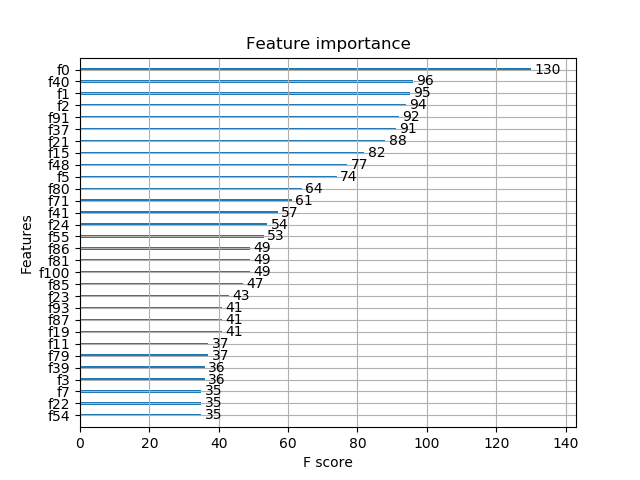 Feature importance
f0 130
f40 96
f1 95
f2 94
f91 92
f37 91
f21 88
f15 82
f48 77
f5 74
f80 64
f71 61
f41 57
f24 54
f55 53
f86 49
f81 49
f100 49
f85 47
f23 43
f93 41
f87 41
f19 41
f11 37
f79 37
f39 36
f3 36
f7 35
f22 35
f54 35
Features
0 20 40 60 80 100 120 140
F score